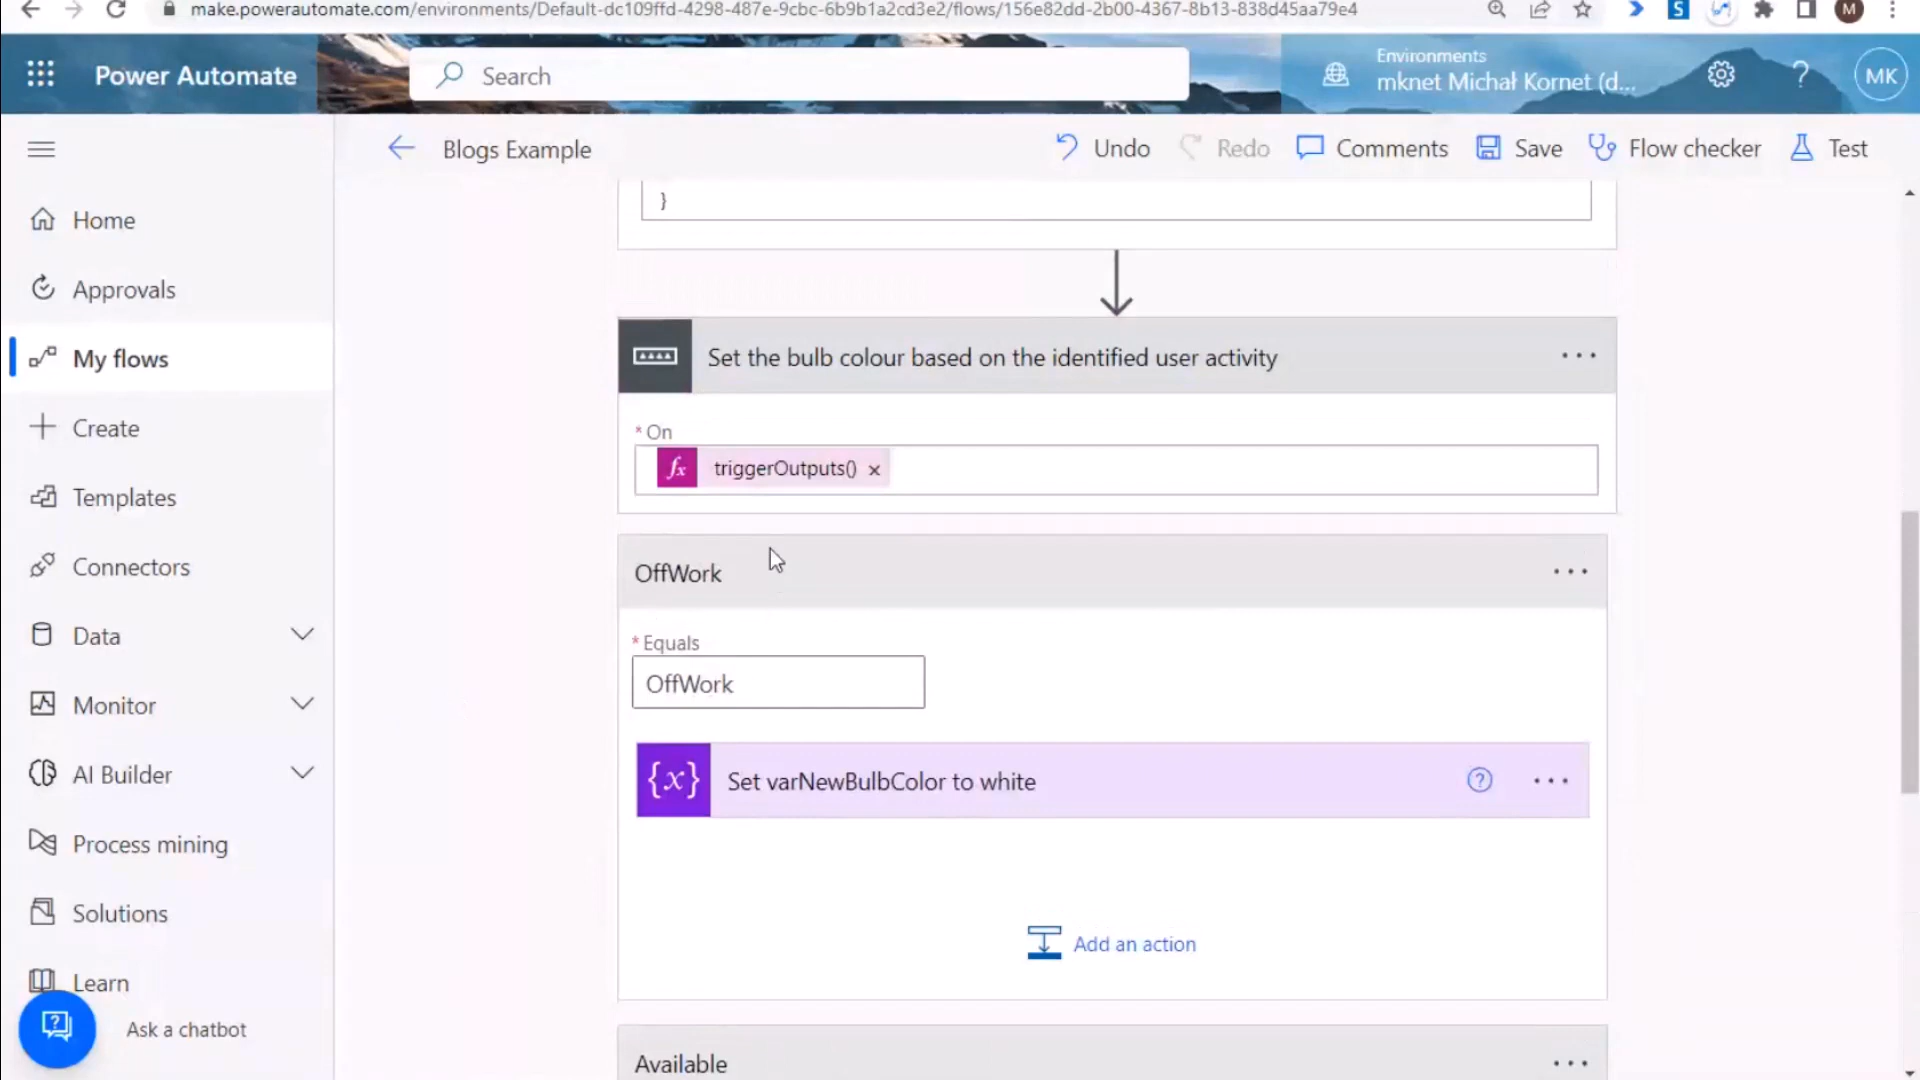 make.powerautomate.com/environments/Default-dc109ffd-4298-487e-9cbc-6b9b1a2cd3e2/flows/156e82dd-2b00-4367-8b13-838d45aa79e4
S
M
Power Automate
Search
Environments
mknet Michał Kornet (d...
?
MK
Blogs Example
Undo
Redo
Comments
Save
Flow checker
Test
Home
Approvals
My flows
Create
Templates
Connectors
Data
Monitor
AI Builder
Process mining
Solutions
Learn
Ask a chatbot
}
Set the bulb colour based on the identified user activity
...
* On
fx triggerOutputs() ×
OffWork
...
* Equals
OffWork
{x} Set varNewBulbColor to white
? ...
Add an action
Available
...